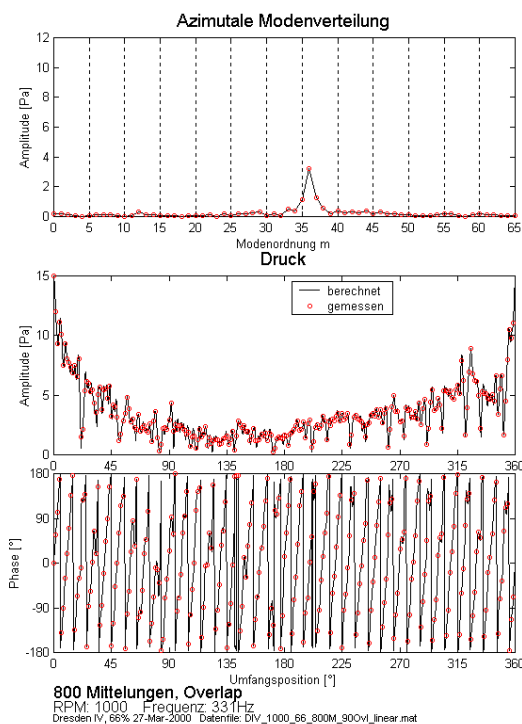 Azimutale Modenverteilung
Amplitude [Pa]
12
10
8
6
4
2
0
0 5 10 15 20 25 30 35 40 45 50 55 60 65
Modenordnung m
Druck
Amplitude [Pa]
15
10
5
0
berechnet
gemessen
0 45 90 135 180 225 270 315 360
Phase [°]
180
90
0
-90
-180
0 45 90 135 180 225 270 315 360
Umfangsposition [°]
800 Mittelungen, Overlap
RPM: 1000 Frequenz: 331Hz
Dresden IV, 66% 27-Mar-2000 Datenfile: DIV_1000_66_800M_90Ovl_linear.mat